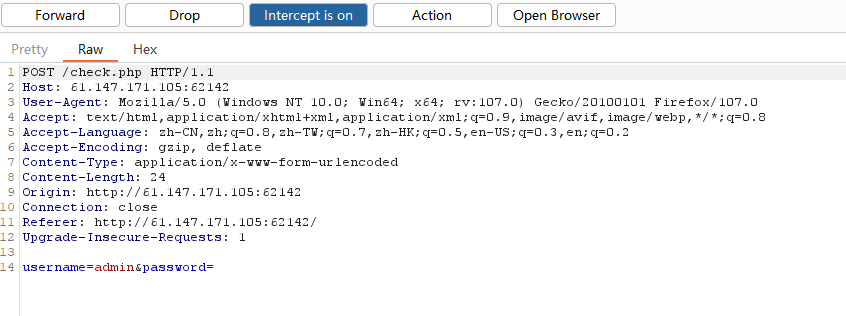 Forward Drop Intercept is on Action Open Browser
Pretty Raw Hex
1 POST /check.php HTTP/1.1
2 Host: 61.147.171.105:62142
3 User-Agent: Mozilla/5.0 (Windows NT 10.0; Win64; x64; rv:107.0) Gecko/20100101 Firefox/107.0
4 Accept: text/html,application/xhtml+xml,application/xml;q=0.9,image/avif,image/webp,*/*;q=0.8
5 Accept-Language: zh-CN,zh;q=0.8,zh-TW;q=0.7,zh-HK;q=0.5,en-US;q=0.3,en;q=0.2
6 Accept-Encoding: gzip, deflate
7 Content-Type: application/x-www-form-urlencoded
8 Content-Length: 24
9 Origin: http://61.147.171.105:62142
10 Connection: close
11 Referer: http://61.147.171.105:62142/
12 Upgrade-Insecure-Requests: 1
13
14 username=admin&password=